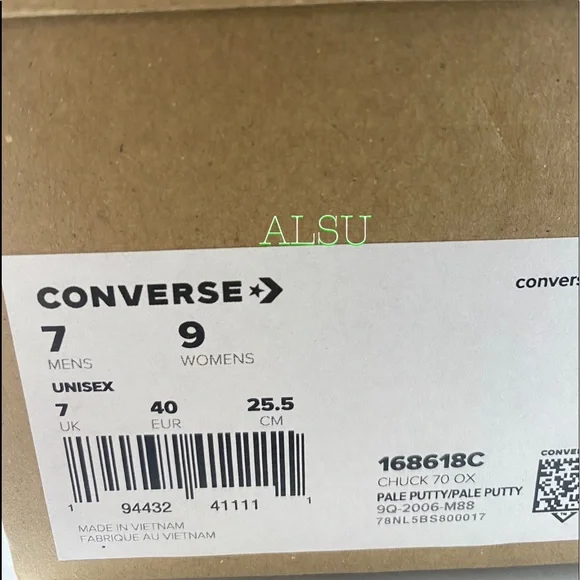 ALSU
CONVERSE
convers
7 9
MENS WOMENS
UNISEX
7 40 25.5
UK EUR CM
1 94432 41111 1
MADE IN VIETNAM
FABRIQUE AU VIETNAM
168618C
CHUCK 70 OX
PALE PUTTY/PALE PUTTY
9Q-2006-M88
78NL5BS800017
CONVE